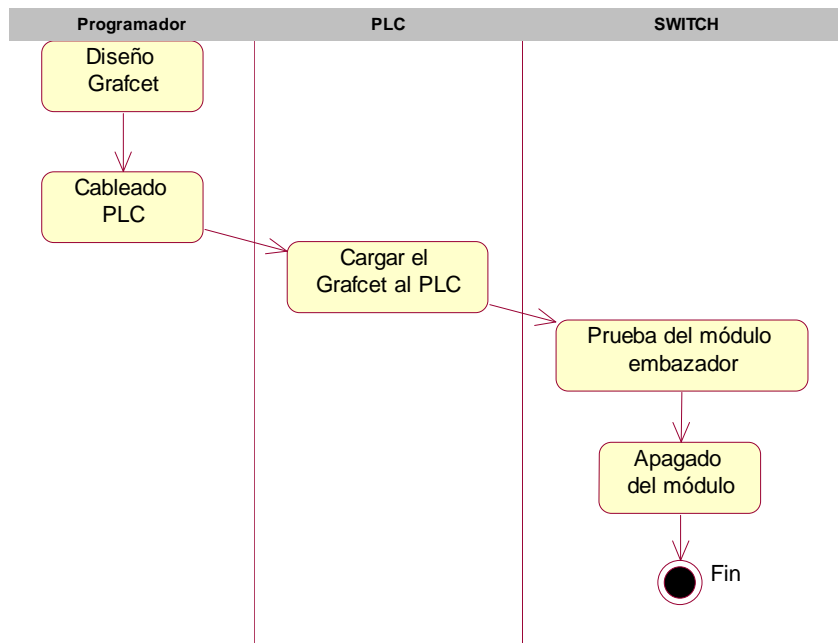 Programador
PLC
SWITCH
Diseño
Grafcet
Cableado
PLC
Cargar el
Grafcet al PLC
Prueba del módulo
embazador
Apagado
del módulo
Fin